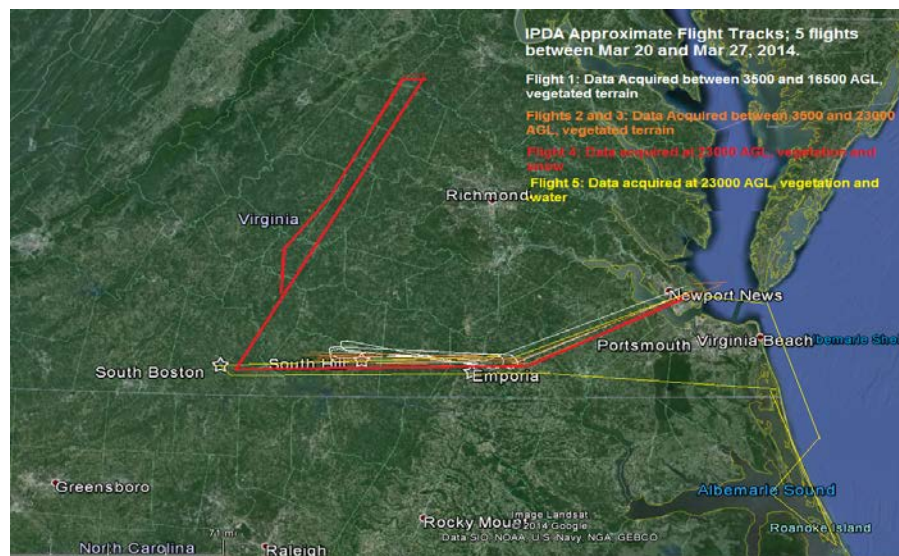 IPDA Approximate Flight Tracks; 5 flights
between Mar 20 and Mar 27, 2014.
Flight 1: Data Acquired between 3500 and 16500 AGL,
vegetated terrain
Flights 2 and 3: Data Acquired between 3500 and 23000
AGL, vegetated terrain
Flight 4: Data acquired at 23000 AGL, vegetation and
snow
Flight 5: Data acquired at 23000 AGL, vegetation and
water
Richmond
Virginia
Newport News
Portsmouth
Virginia Beach
Albemarle She
South Boston
South Hill
Emporia
Greensboro
Albemarle Sound
Rocky Mount
Image Landsat
© 2014 Google
Data SIO, NOAA, U.S. Navy, NGA, GEBCO
Roanoke Island
71 mi
North Carolina
Raleigh